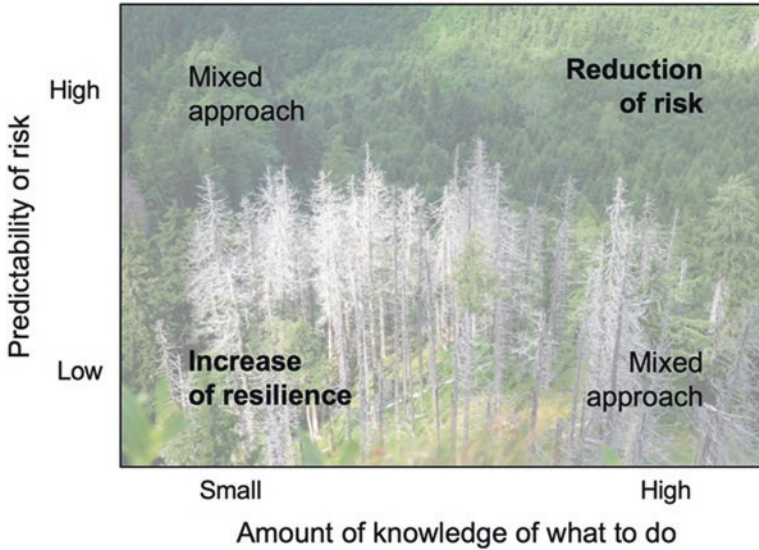 Mixed
approach
Reduction
of risk
High
Predictability of risk
Low
Increase
of resilience
Mixed
approach
Small
High
Amount of knowledge of what to do